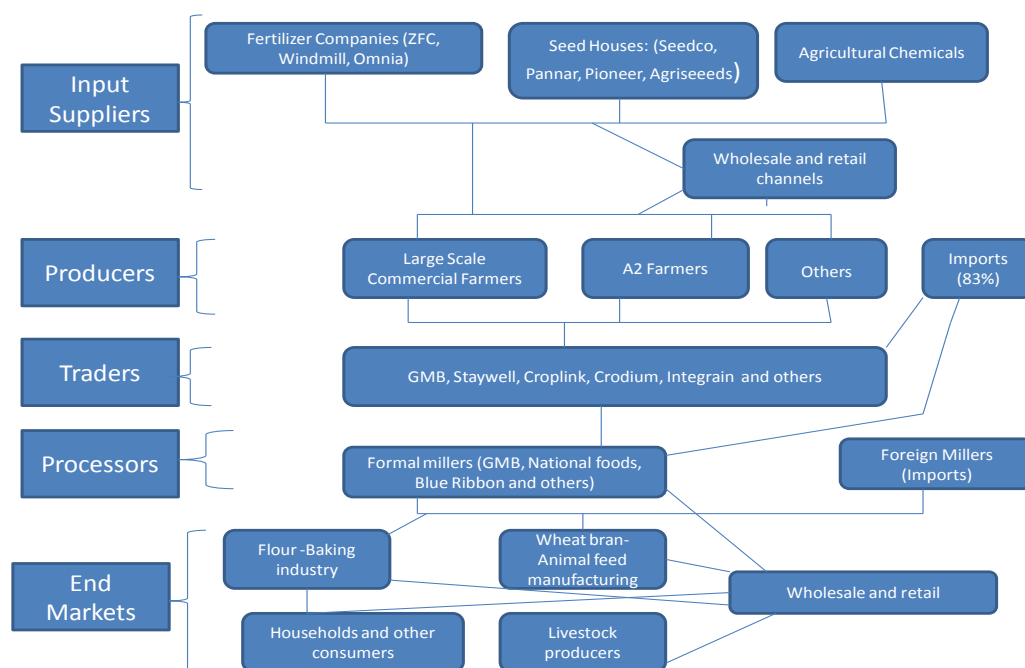 Input
Suppliers
Fertilizer Companies (ZFC,
Windmill, Omnia)
Seed Houses: (Seedco,
Pannar, Pioneer, Agriseeeds)
Agricultural Chemicals
Wholesale and retail
channels
Producers
Large Scale
Commercial Farmers
A2 Farmers
Others
Imports
(83%)
Traders
GMB, Staywell, Croplink, Crodium, Integrain and others
Processors
Formal millers (GMB, National foods,
Blue Ribbon and others)
Foreign Millers
(Imports)
End
Markets
Flour -Baking
industry
Wheat bran-
Animal feed
manufacturing
Wholesale and retail
Households and other
consumers
Livestock
producers